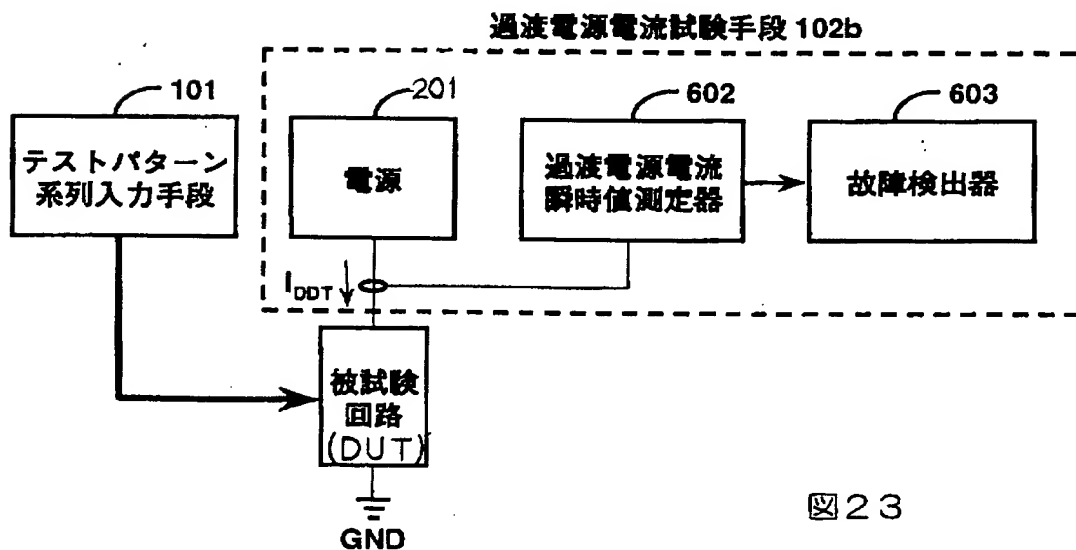 過渡電源電流試験手段 102b
101
201
602
603
テストパターン
系列入力手段
電源
過渡電源電流
瞬時値測定器
故障検出器
IDDT
被試験
回路
(DUT)
GND
図23